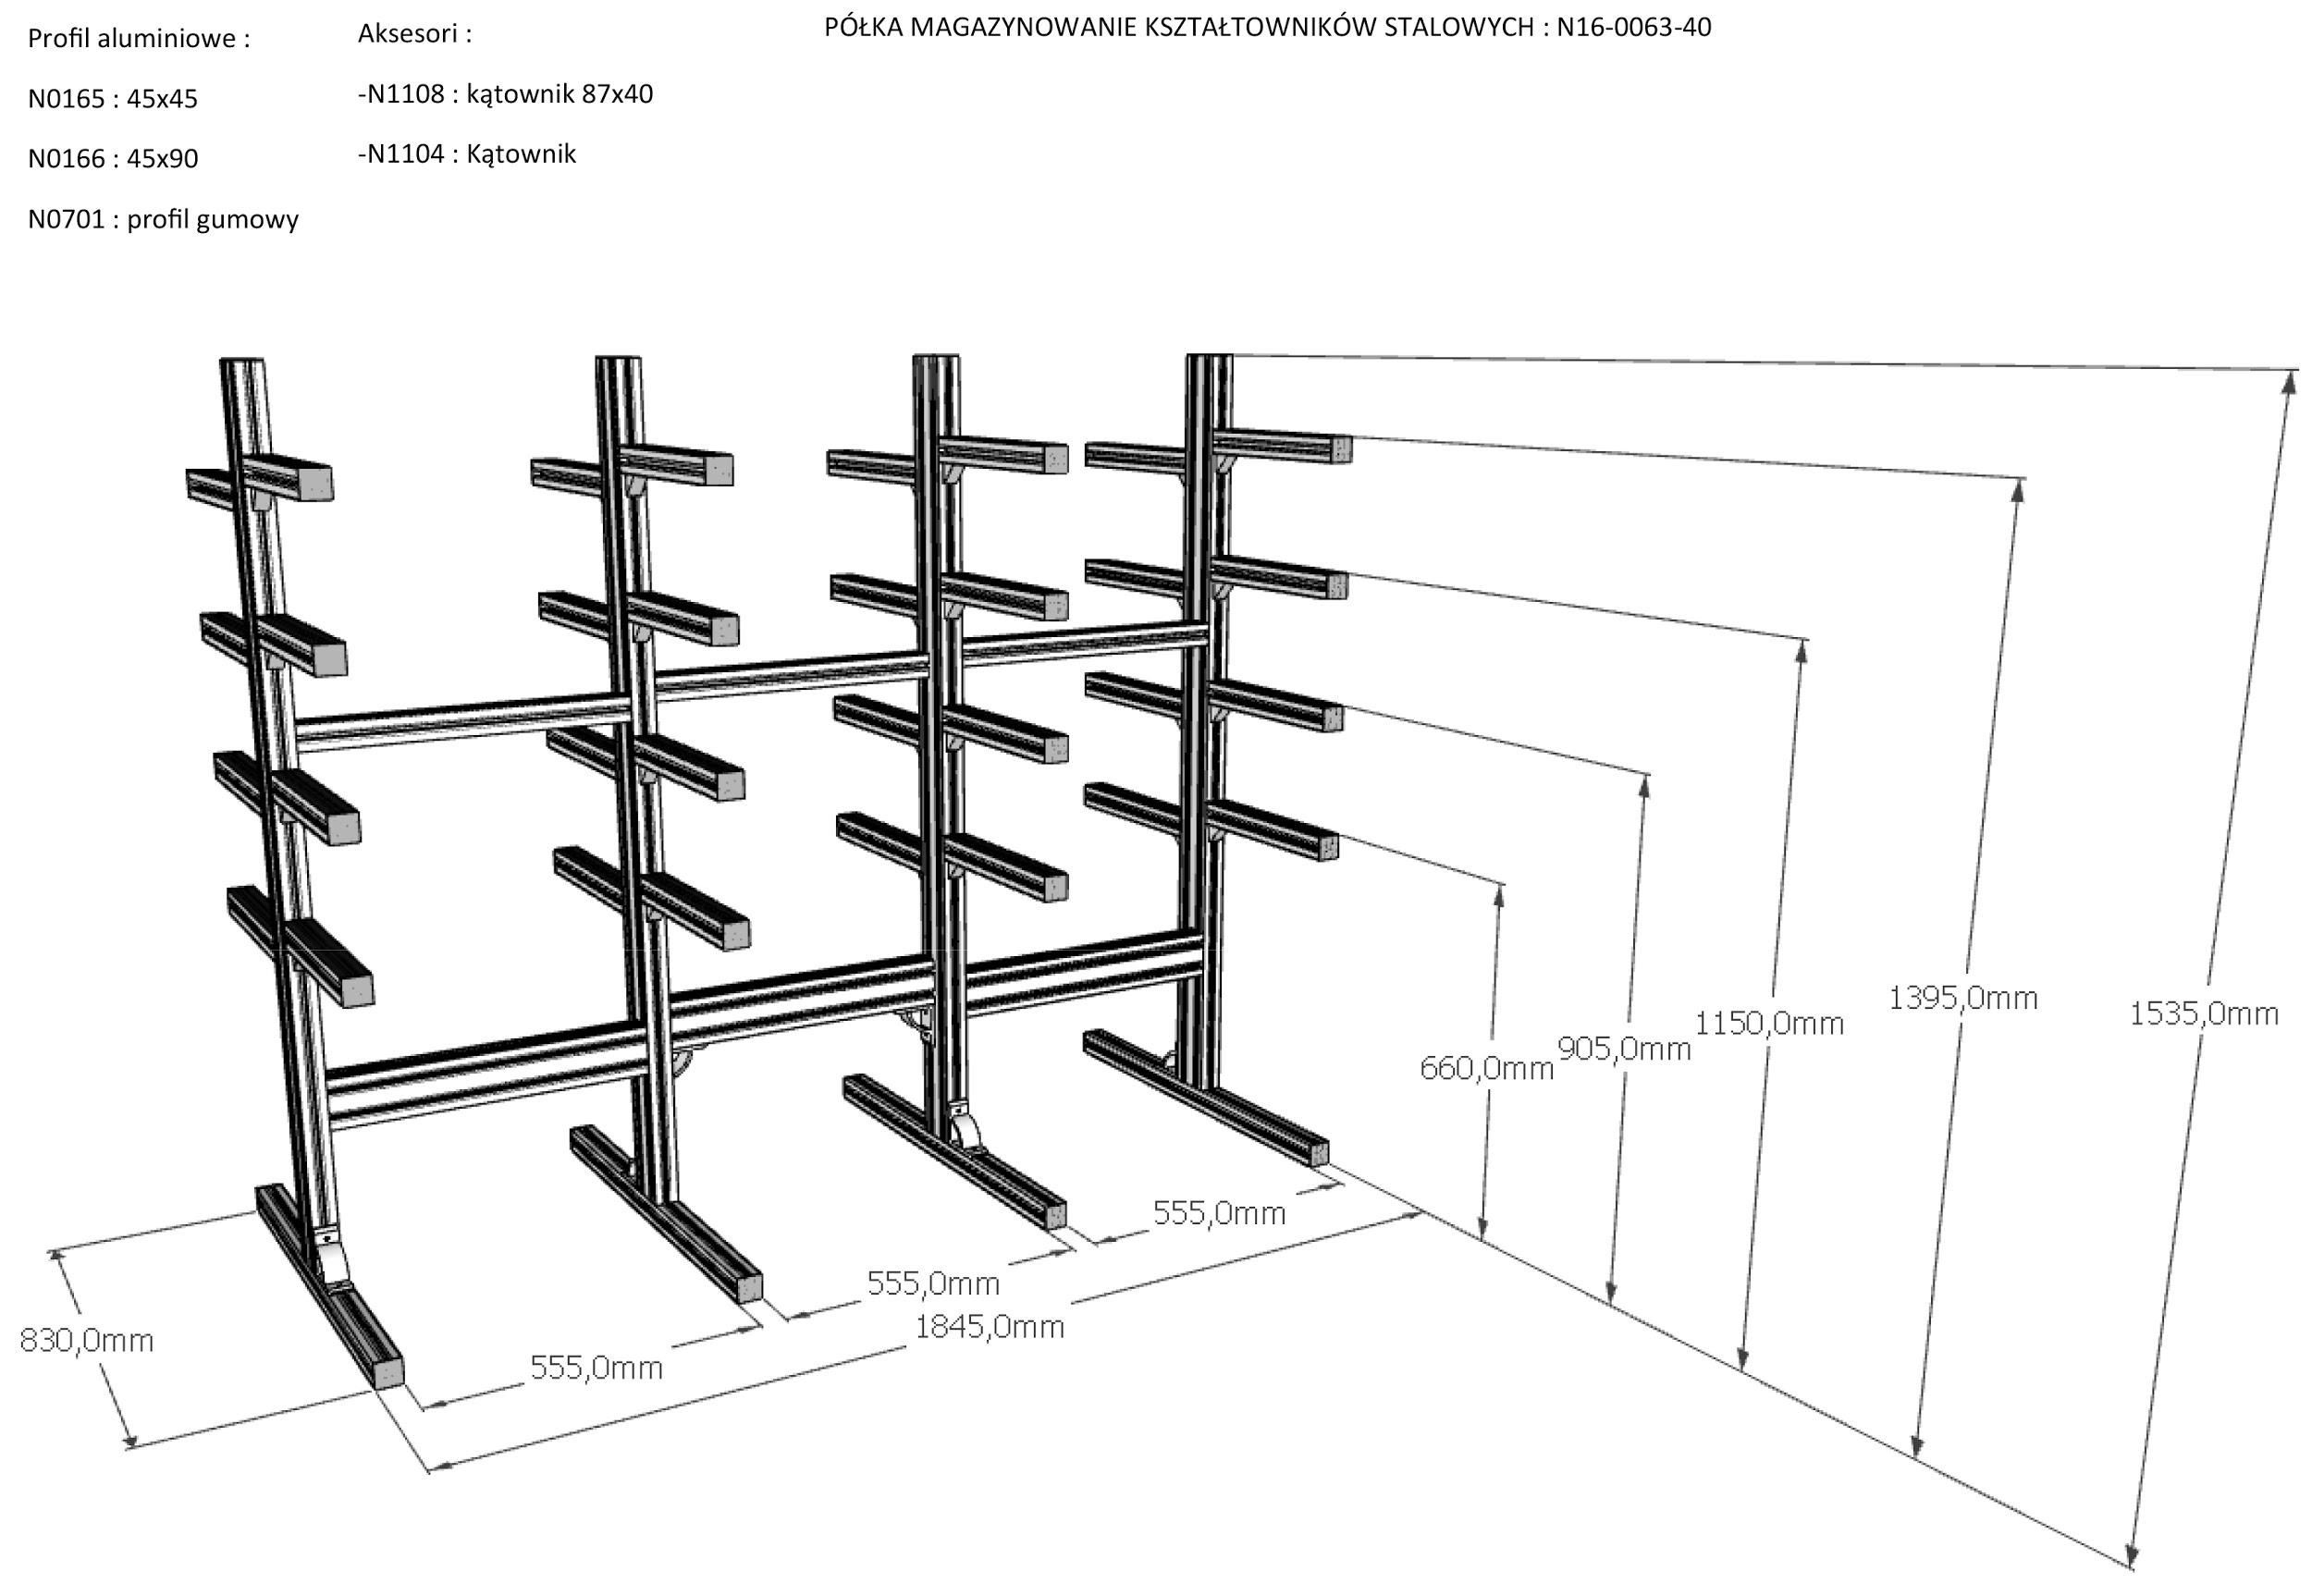 Profil aluminiowe :
N0165 : 45x45
N0166 : 45x90
N0701 : profil gumowy
Aksesori :
-N1108 : kątownik 87x40
-N1104 : Kątownik
PÓŁKA MAGAZYNOWANIE KSZTAŁTOWNIKÓW STALOWYCH : N16-0063-40
1395,0mm
1535,0mm
1150,0mm
905,0mm
660,0mm
555,0mm
555,0mm
1845,0mm
830,0mm
555,0mm